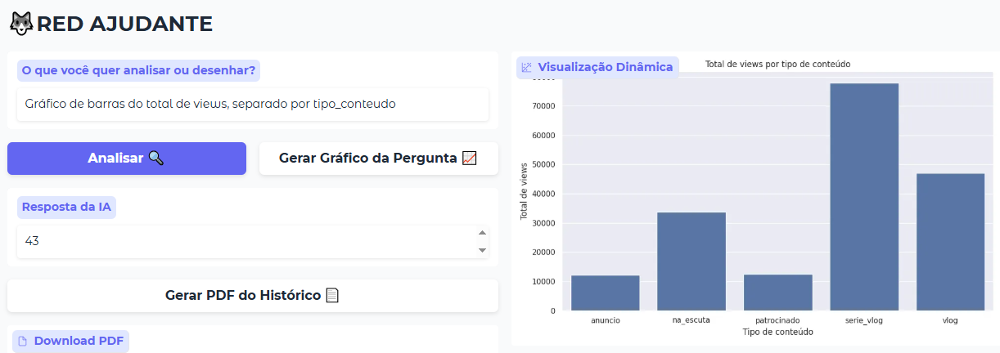 RED AJUDANTE
O que você quer analisar ou desenhar?
Gráfico de barras do total de views, separado por tipo_conteudo
Analisar
Gerar Gráfico da Pergunta
Resposta da IA
43
Gerar PDF do Histórico
Download PDF
Visualização Dinâmica
Total de views por tipo de conteúdo
Total de views
70000
60000
50000
40000
30000
20000
10000
0
anuncio na_escuta patrocinado serie_vlog vlog
Tipo de conteúdo